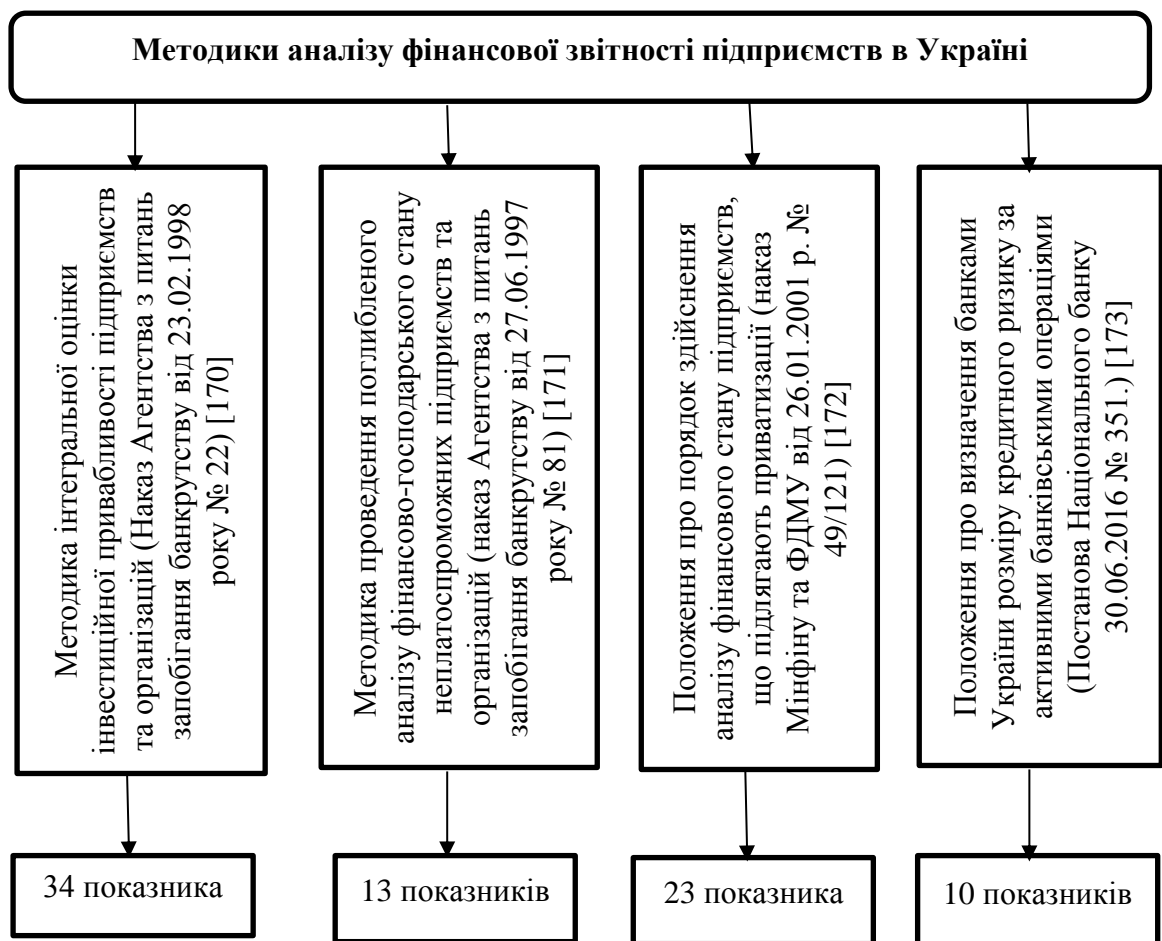 Методики аналізу фінансової звітності підприємств в Україні
Методика інтегральної оцінки
інвестиційної привабливості підприємств
та організацій (Наказ Агентства з питань
запобігання банкрутству від 23.02.1998
року № 22) [170]
Методика проведення поглибленого
аналізу фінансово-господарського стану
неплатоспроможних підприємств та
організацій (наказ Агентства з питань
запобігання банкрутству від 27.06.1997
року № 81) [171]
Положення про порядок здійснення
аналізу фінансового стану підприємств,
що підлягають приватизації (наказ
Мінфіну та ФДМУ від 26.01.2001 р. №
49/121) [172]
Положення про визначення банками
України розміру кредитного ризику за
активними банківськими операціями
(Постанова Національного банку
30.06.2016 № 351.) [173]
34 показника
13 показників
23 показника
10 показників